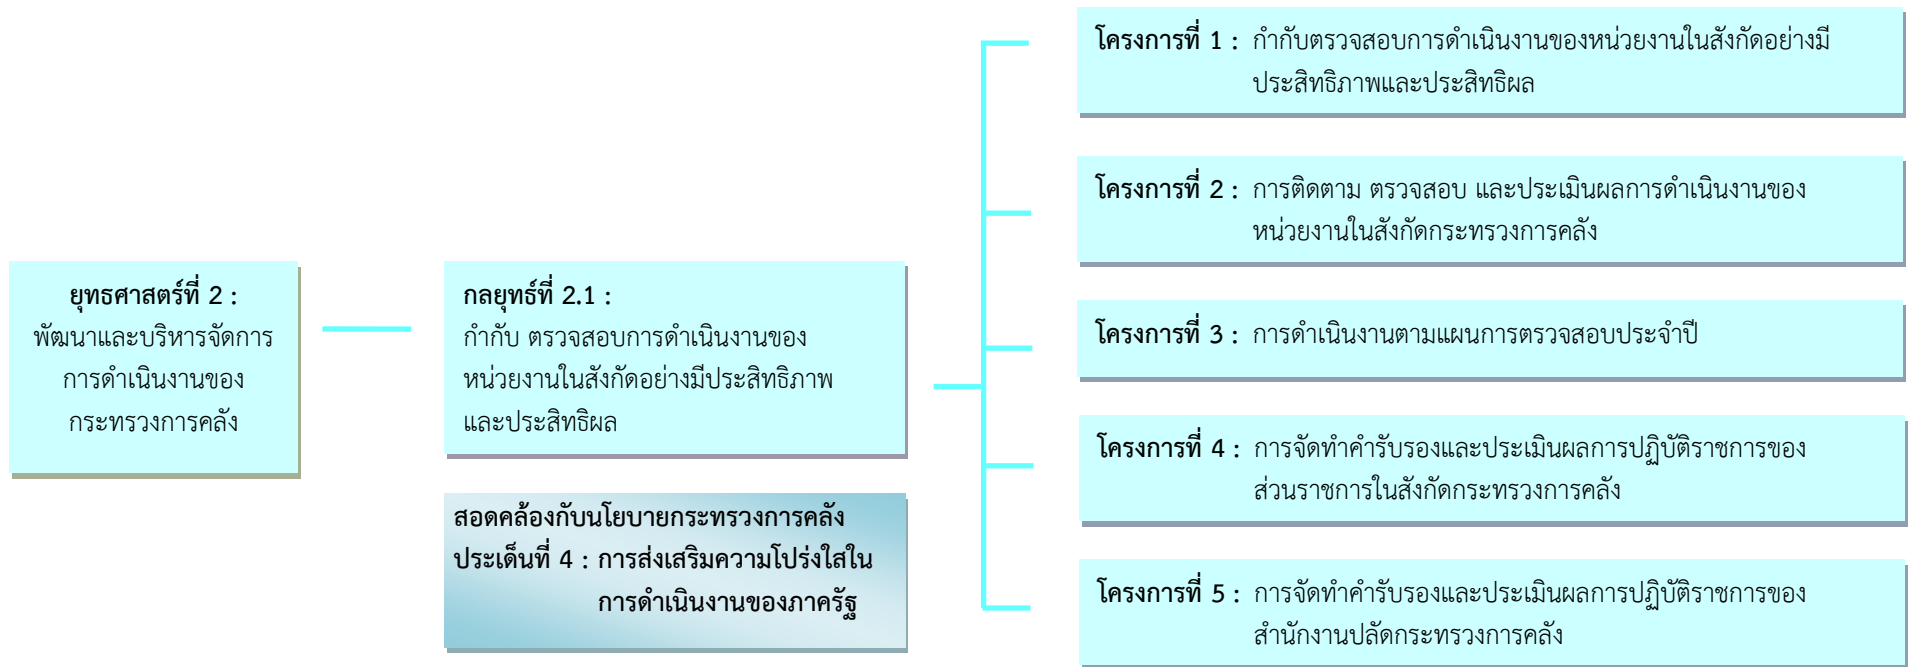 ยุทธศาสตร์ที่ 2 :
พัฒนาและบริหารจัดการ
การดำเนินงานของ
กระทรวงการคลัง
กลยุทธ์ที่ 2.1 :
กำกับ ตรวจสอบการดำเนินงานของ
หน่วยงานในสังกัดอย่างมีประสิทธิภาพ
และประสิทธิผล
สอดคล้องกับนโยบายกระทรวงการคลัง
ประเด็นที่ 4 : การส่งเสริมความโปร่งใสใน
การดำเนินงานของภาครัฐ
โครงการที่ 1 : กำกับตรวจสอบการดำเนินงานของหน่วยงานในสังกัดอย่างมี
ประสิทธิภาพและประสิทธิผล
โครงการที่ 2 : การติดตาม ตรวจสอบ และประเมินผลการดำเนินงานของ
หน่วยงานในสังกัดกระทรวงการคลัง
โครงการที่ 3 : การดำเนินงานตามแผนการตรวจสอบประจำปี
โครงการที่ 4 : การจัดทำคำรับรองและประเมินผลการปฏิบัติราชการของ
ส่วนราชการในสังกัดกระทรวงการคลัง
โครงการที่ 5 : การจัดทำคำรับรองและประเมินผลการปฏิบัติราชการของ
สำนักงานปลัดกระทรวงการคลัง